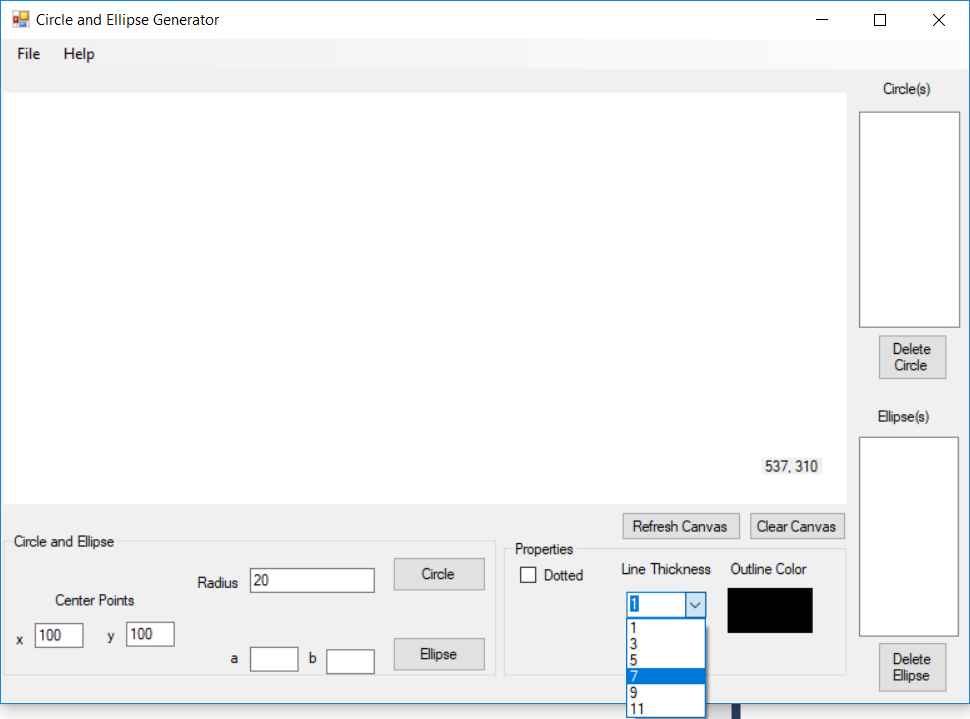 Circle and Ellipse Generator
File Help
Circle(s)
Delete
Circle
Ellipse(s)
537, 310
Refresh Canvas Clear Canvas
Circle and Ellipse
Radius 20 Circle
Center Points
x 100 y 100
a b Ellipse
Properties
Dotted Line Thickness Outline Color
1
1
3
5
7
9
11
Delete
Ellipse